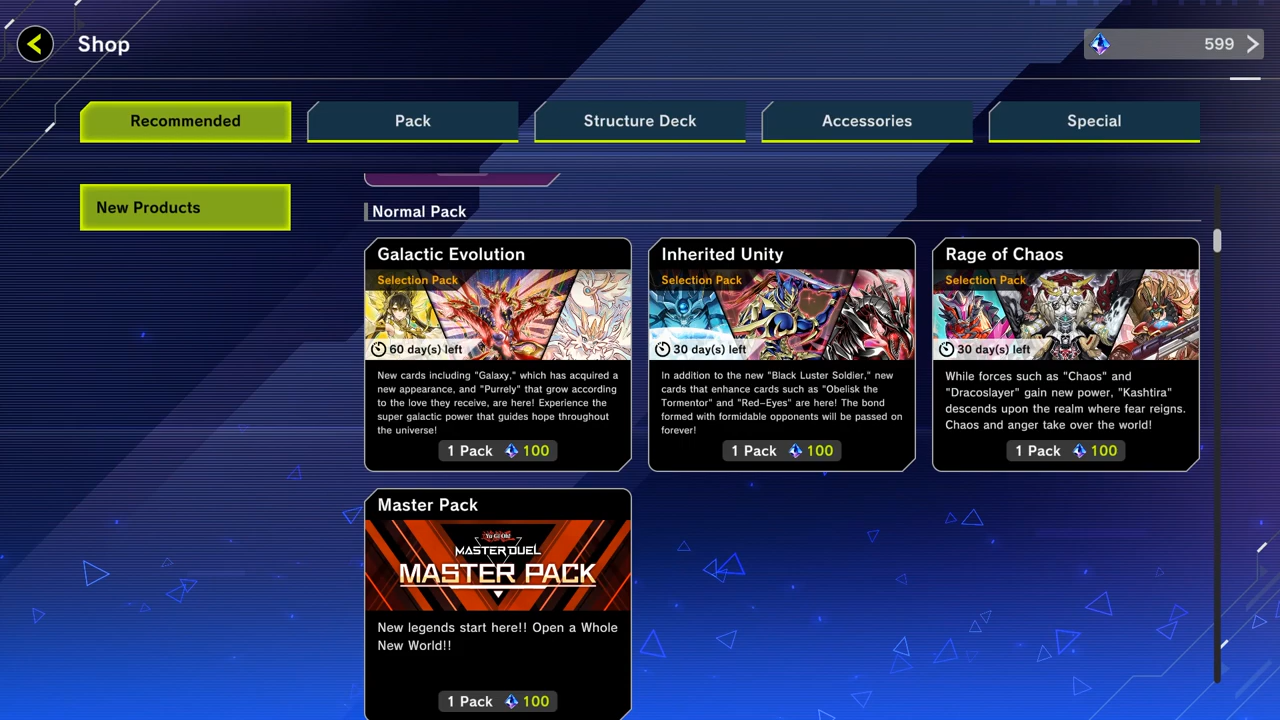 Shop
599
Recommended
Pack
Structure Deck
Accessories
Special
New Products
Normal Pack
Galactic Evolution
Selection Pack
60 day(s) left
New cards including "Galaxy," which has acquired a
new appearance, and "Purrely" that grow according
to the love they receive, are here! Experience the
super galactic power that guides hope throughout
the universe!
1 Pack 100
Inherited Unity
Selection Pack
30 day(s) left
In addition to the new "Black Luster Soldier," new
cards that enhance cards such as "Obelisk the
Tormentor" and "Red-Eyes" are here! The bond
formed with formidable opponents will be passed on
forever!
1 Pack 100
Rage of Chaos
Selection Pack
30 day(s) left
While forces such as "Chaos" and
"Dracoslayer" gain new power, "Kashtira"
descends upon the realm where fear reigns.
Chaos and anger take over the world!
1 Pack 100
Master Pack
Yu-Gi-Oh!
MASTER DUEL
MASTER PACK
New legends start here!! Open a Whole
New World!!
1 Pack 100